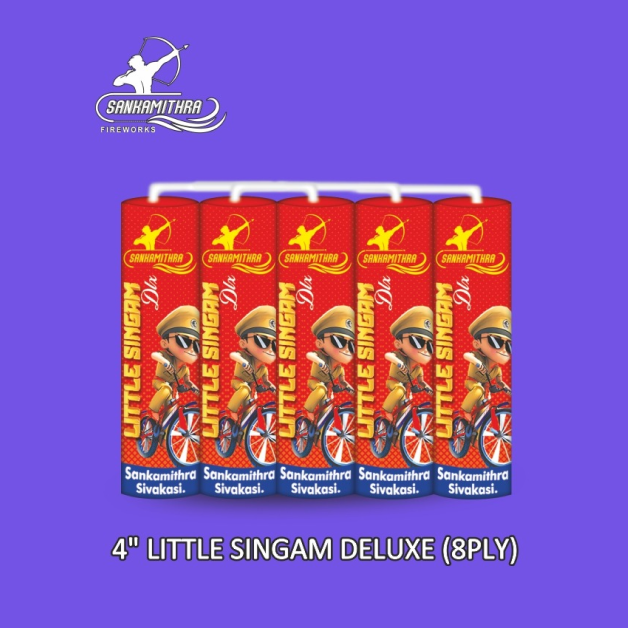 SANKAMITHRA
FIREWORKS
SANKAMITHRA SANKAMITHRA SANKAMITHRA SANKAMITHRA SANKAMITHRA
LITTLE SINGAM Dlx LITTLE SINGAM Dlx LITTLE SINGAM Dlx LITTLE SINGAM Dlx LITTLE SINGAM Dlx
Sankamithra Sankamithra Sankamithra Sankamithra Sankamithra
Sivakasi. Sivakasi. Sivakasi. Sivakasi. Sivakasi.
4" LITTLE SINGAM DELUXE (8PLY)